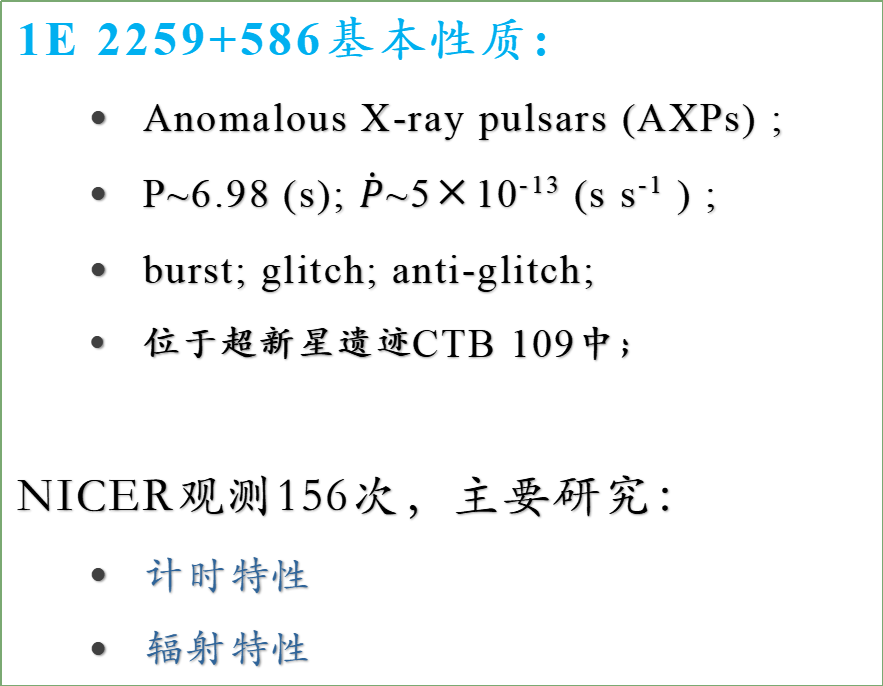 1E 2259+586基本性质：
• Anomalous X-ray pulsars (AXPs) ;
• P~6.98 (s); Ṗ~5×10⁻¹³ (s s⁻¹ ) ;
• burst; glitch; anti-glitch;
• 位于超新星遗迹CTB 109中；
NICER观测156次，主要研究：
• 计时特性
• 辐射特性